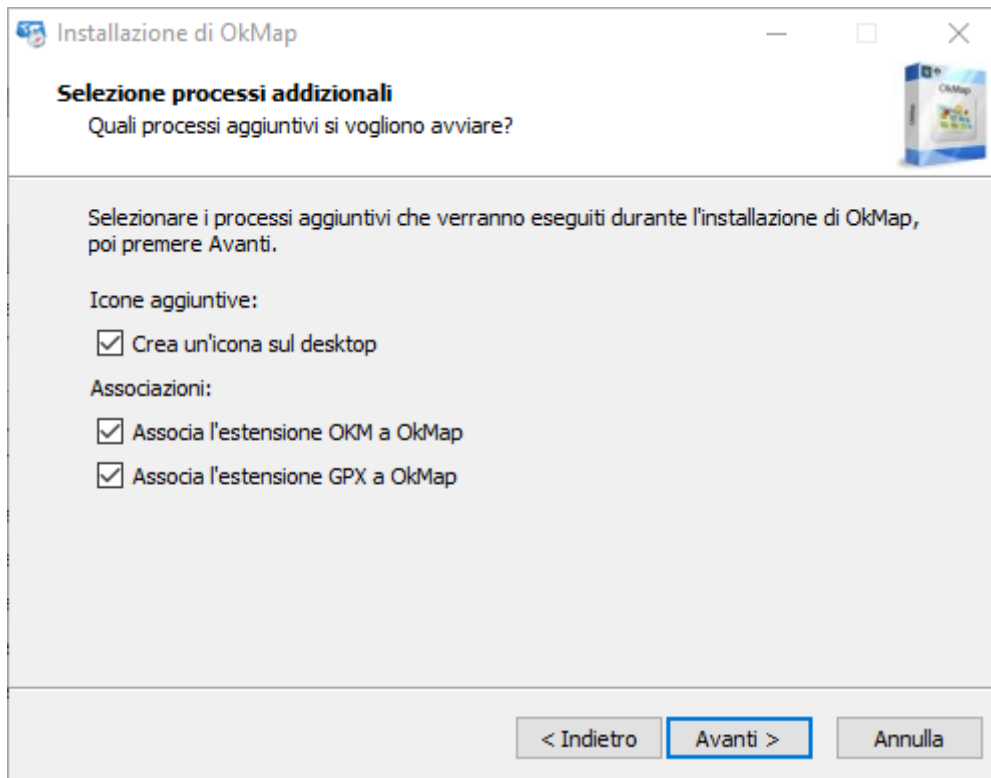 Installazione di OkMap
Selezione processi addizionali
Quali processi aggiuntivi si vogliono avviare?
OkMap
Selezionare i processi aggiuntivi che verranno eseguiti durante l'installazione di OkMap,
poi premere Avanti.
Icone aggiuntive:
Crea un'icona sul desktop
Associazioni:
Associa l'estensione OKM a OkMap
Associa l'estensione GPX a OkMap
< Indietro
Avanti >
Annulla